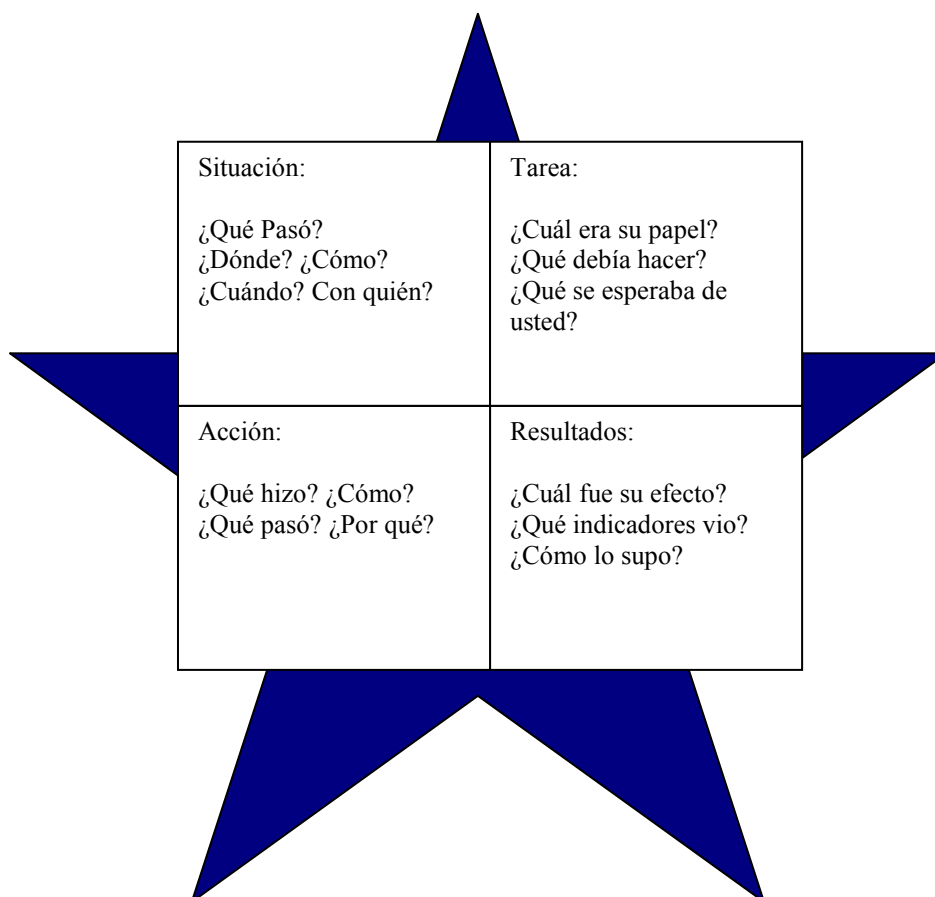 Situación:
¿Qué Pasó?
¿Dónde? ¿Cómo?
¿Cuándo? Con quién?
Tarea:
¿Cuál era su papel?
¿Qué debía hacer?
¿Qué se esperaba de
usted?
Acción:
¿Qué hizo? ¿Cómo?
¿Qué pasó? ¿Por qué?
Resultados:
¿Cuál fue su efecto?
¿Qué indicadores vio?
¿Cómo lo supo?